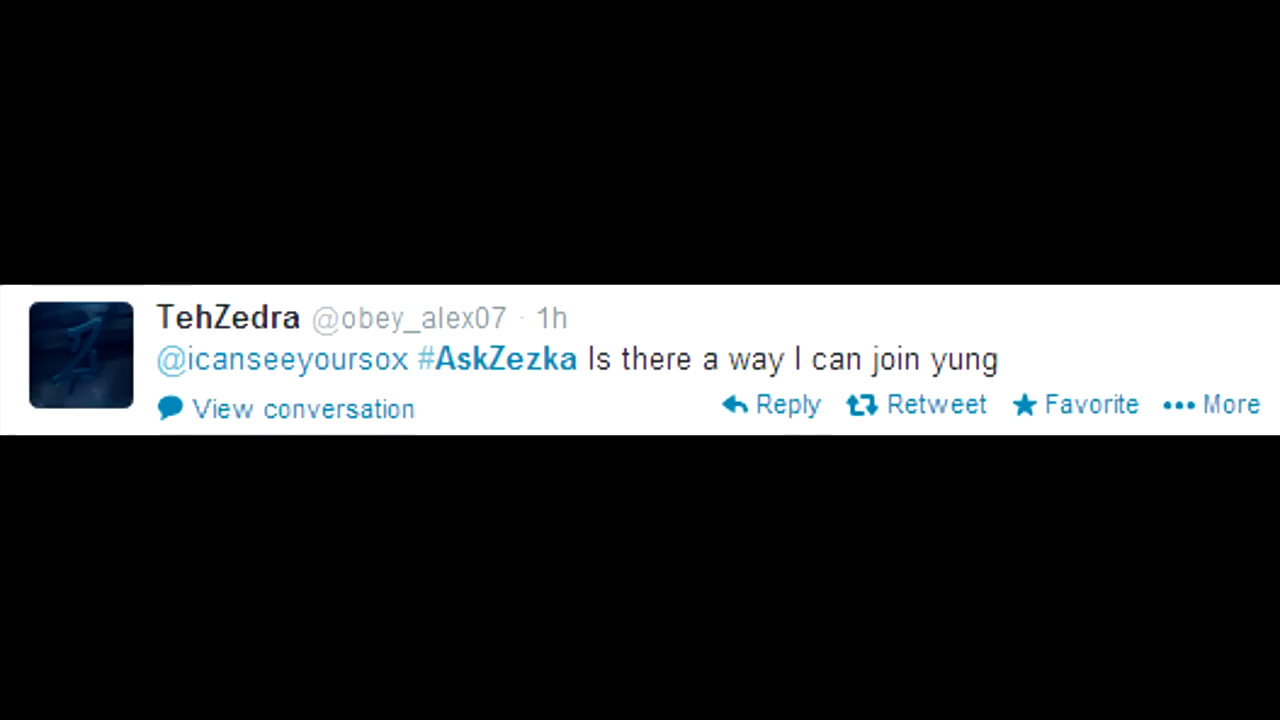 TehZedra @obey_alex07 · 1h
@icanseeyoursox #AskZezka Is there a way I can join yung
View conversation Reply Retweet Favorite More